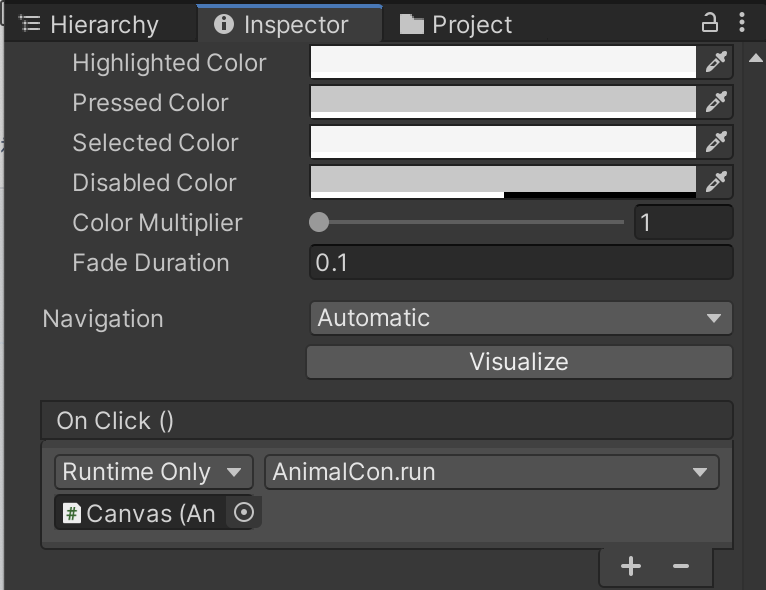 Hierarchy
Inspector
Project
Highlighted Color
Pressed Color
Selected Color
Disabled Color
Color Multiplier
1
Fade Duration
0.1
Navigation
Automatic
Visualize
On Click ()
Runtime Only
AnimalCon.run
# Canvas (An